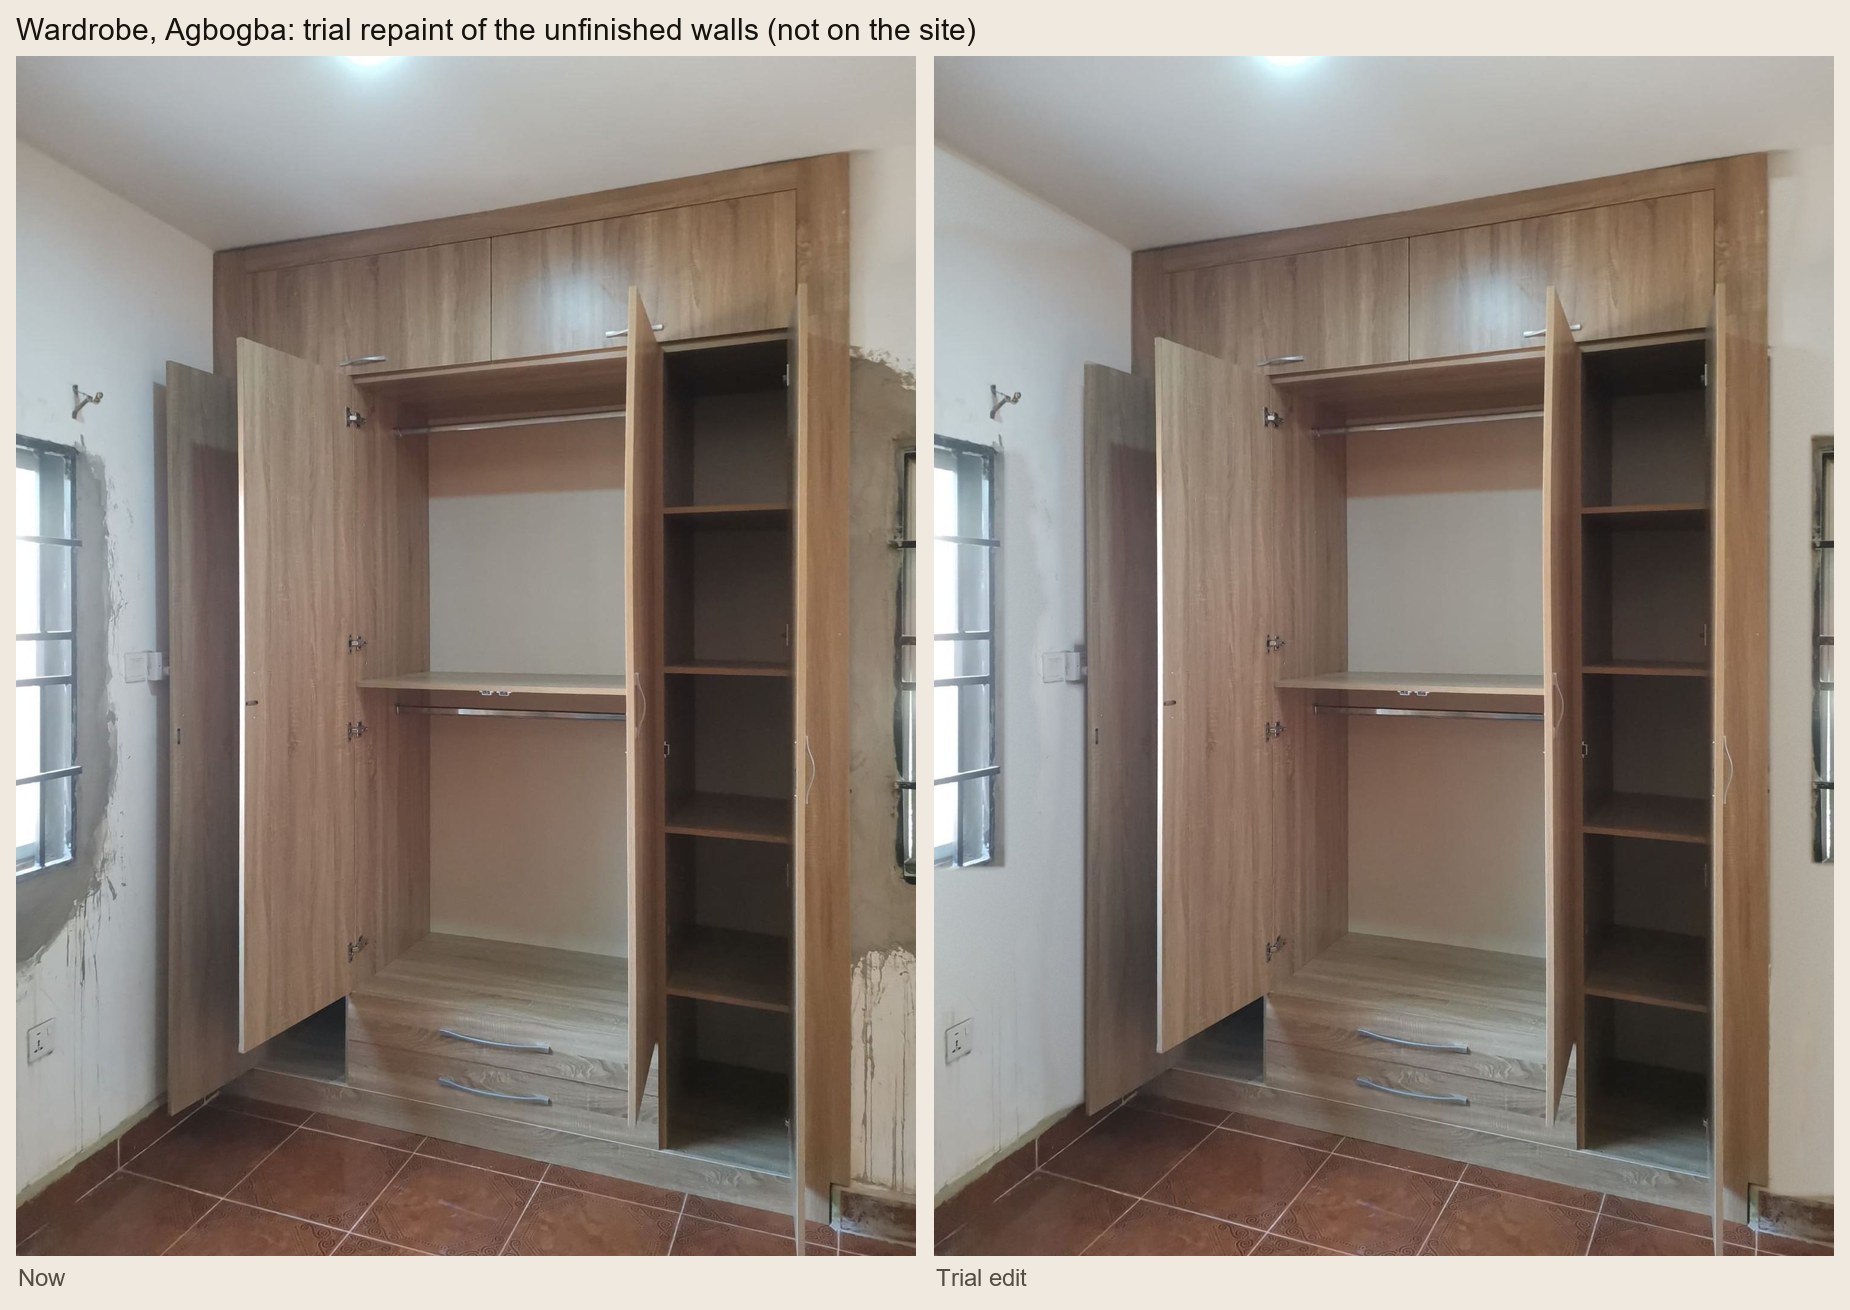 Wardrobe, Agbogba: trial repaint of the unfinished walls (not on the site)
Now
Trial edit